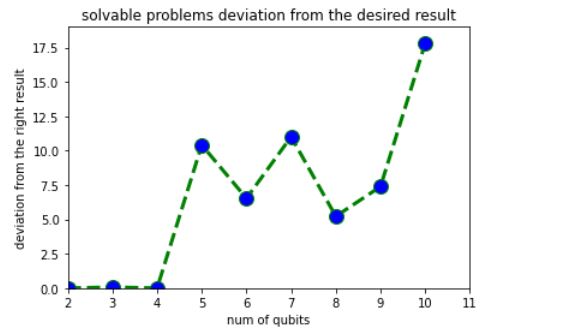 solvable problems deviation from the desired result
deviation from the right result
17.5
15.0
12.5
10.0
7.5
5.0
2.5
0.0
2 3 4 5 6 7 8 9 10 11
num of qubits